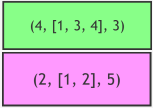 (4, [1, 3, 4], 3)
(2, [1, 2], 5)